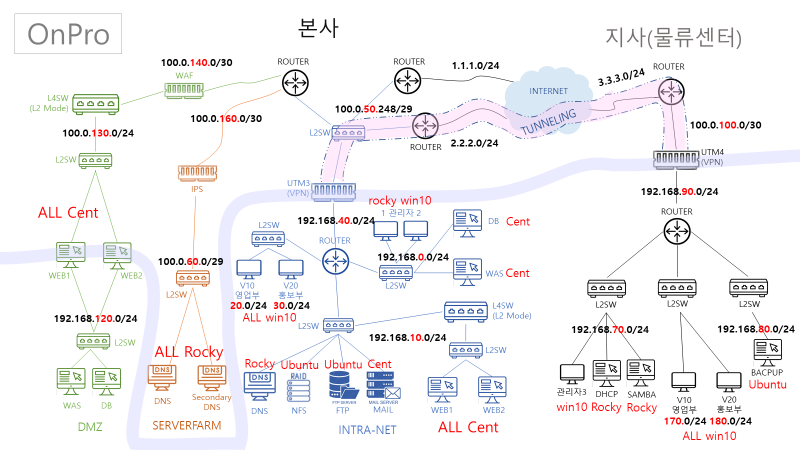 OnPro
본사
지사(물류센터)
100.0.140.0/30
WAF
ROUTER
ROUTER
1.1.1.0/24
INTERNET
3.3.3.0/24
ROUTER
L4SW
(L2 Mode)
100.0.160.0/30
100.0.50.248/29
L2SW
TUNNELING
ROUTER
2.2.2.0/24
100.0.100.0/30
100.0.130.0/24
L2SW
IPS
UTM3
(VPN)
UTM4
(VPN)
192.168.90.0/24
ALL Cent
rocky win10
1 관리자 2
192.168.40.0/24
L2SW
ROUTER
DB
Cent
ROUTER
WEB1
WEB2
100.0.60.0/29
L2SW
192.168.0.0/24
L2SW
WAS
Cent
V10
영업부
V20
홍보부
20.0/24
30.0/24
ALL win10
L2SW
L2SW
L2SW
192.168.120.0/24
L2SW
L4SW
(L2 Mode)
L2SW
192.168.10.0/24
192.168.70.0/24
192.168.80.0/24
ALL Rocky
L2SW
Rocky
Ubuntu
Ubuntu
Cent
BACPUP
Ubuntu
DNS
DNS
DNS
RAID
WAS
DB
DNS
Secondary
DNS
DNS
NFS
FTP SERVER
FTP
MAIL SERVER
MAIL
WEB1
WEB2
관리자3
DHCP
SAMBA
win10
Rocky
Rocky
V10
영업부
V20
홍보부
170.0/24
180.0/24
ALL win10
DMZ
SERVERFARM
INTRA-NET
ALL Cent